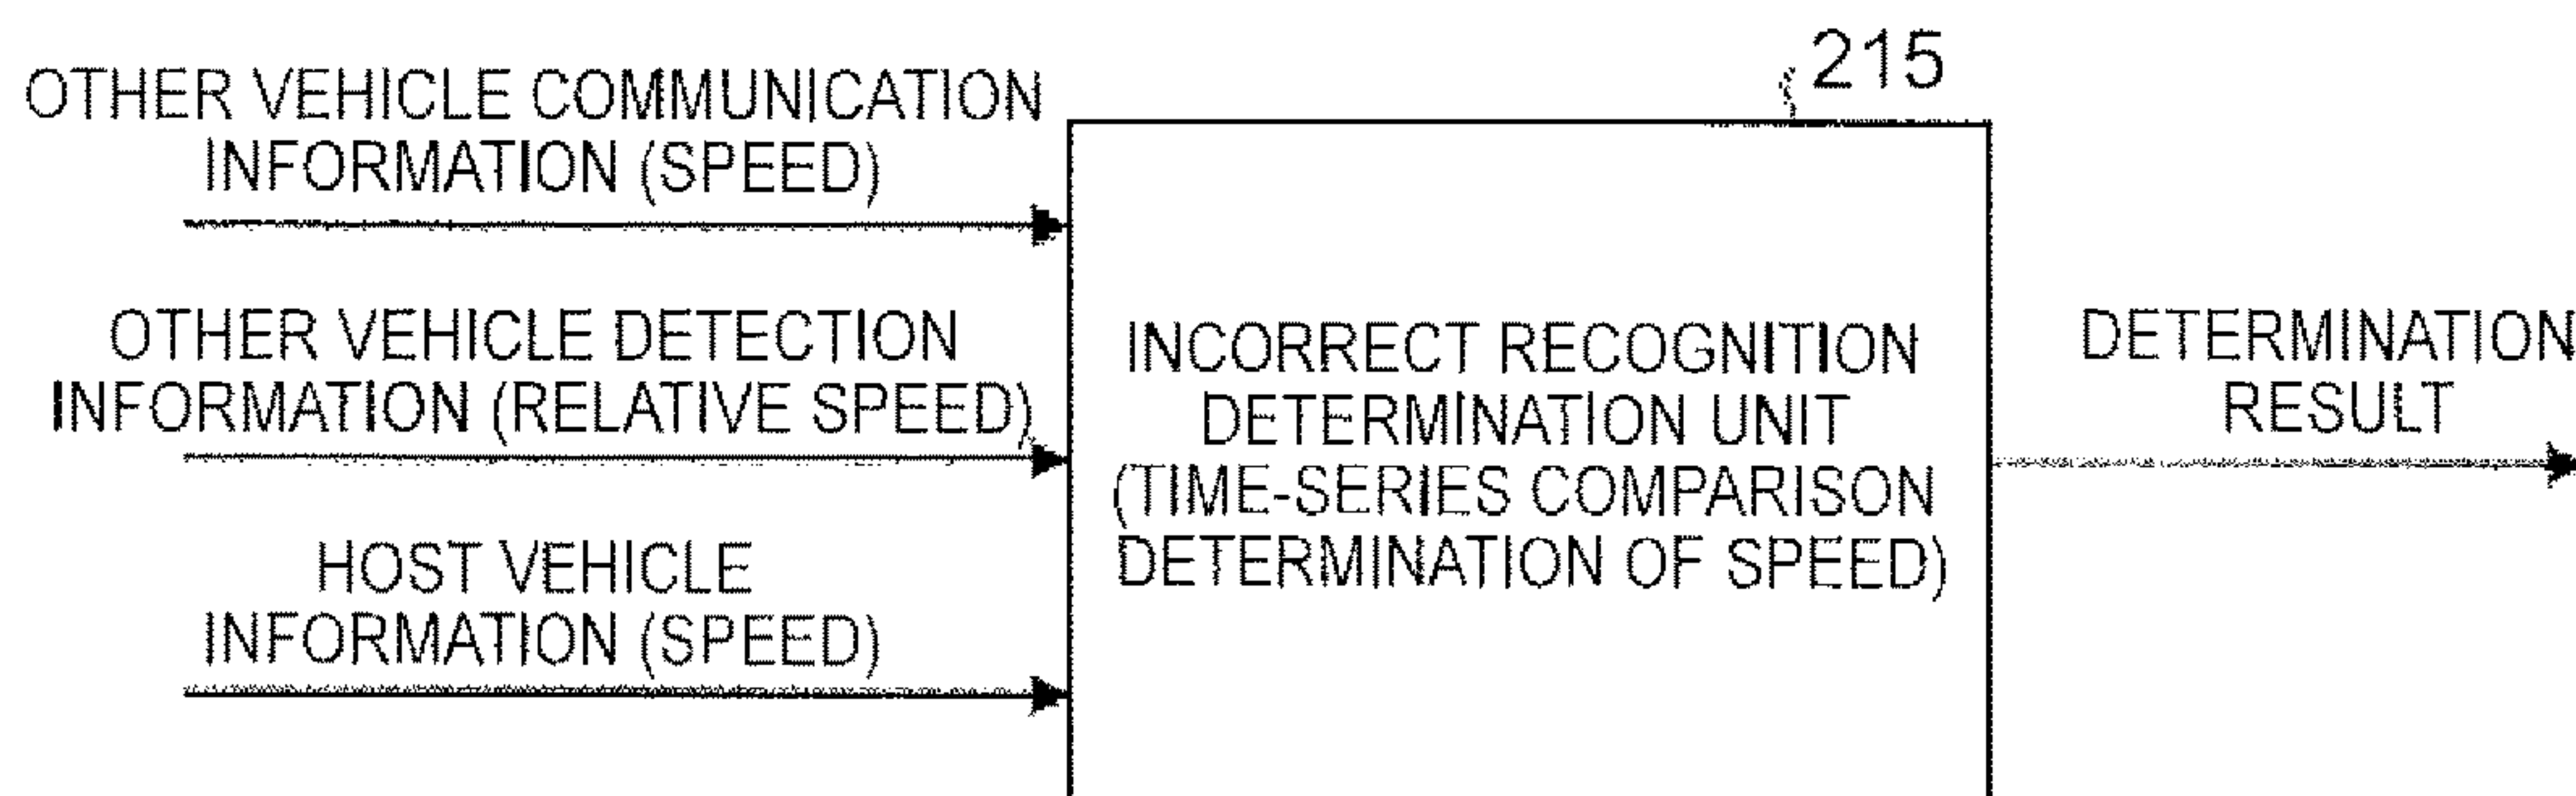 215
OTHER VEHICLE COMMUNICATION
INFORMATION (SPEED)
OTHER VEHICLE DETECTION
INFORMATION (RELATIVE SPEED)
HOST VEHICLE
INFORMATION (SPEED)
INCORRECT RECOGNITION
DETERMINATION UNIT
(TIME-SERIES COMPARISON
DETERMINATION OF SPEED)
DETERMINATION
RESULT